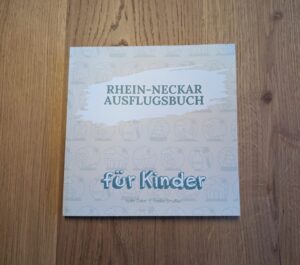 RHEIN-NECKAR
AUSFLUGSBUCH
für Kinder